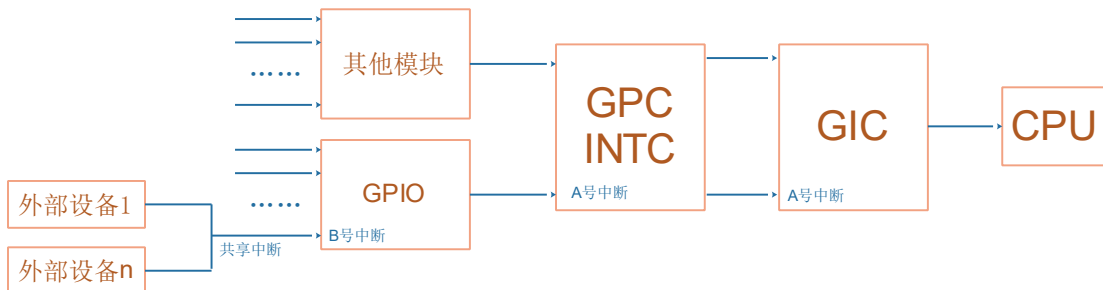 其他模块
……
GPC
INTC
A号中断
GIC
A号中断
CPU
GPIO
B号中断
……
外部设备1
共享中断
外部设备n